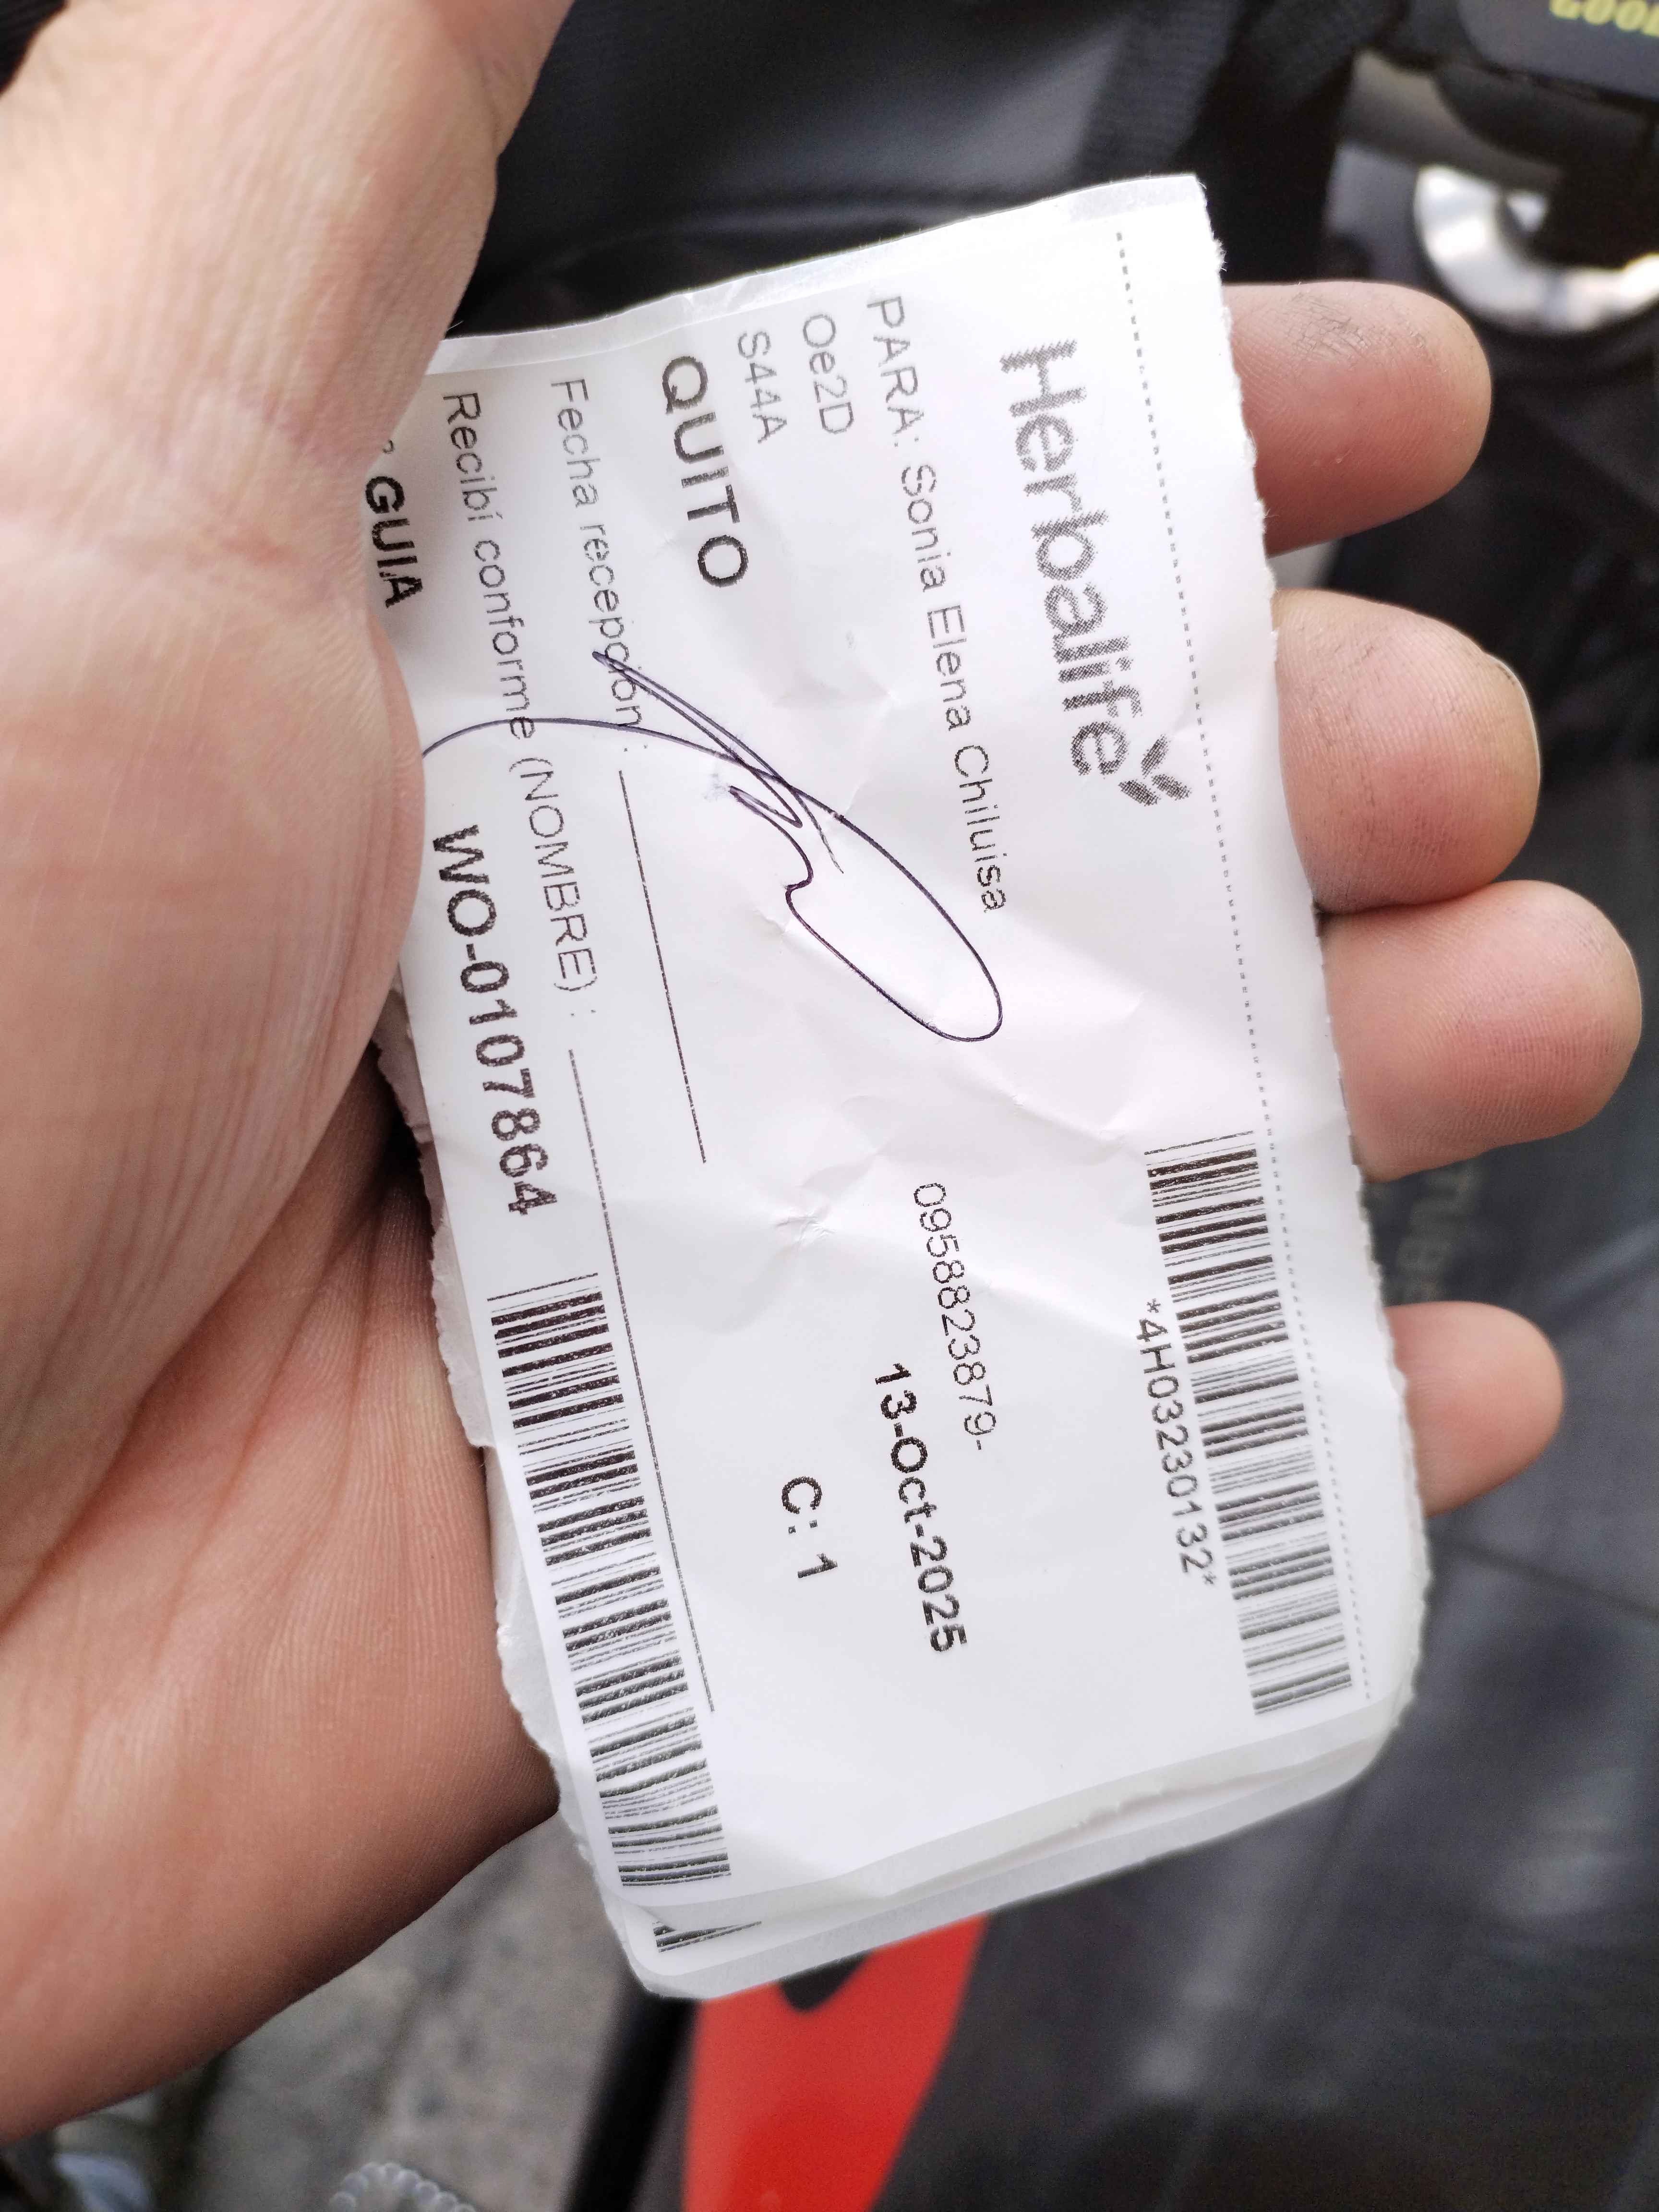 Herbalife
*4H03230132*
PARA: Sonia Elena Chiluisa
0958823879-
Oe2D
13-Oct-2025
S44A
QUITO
C: 1
Fecha recepción :
Recibí conforme (NOMBRE) :
GUIA
WO-0107864